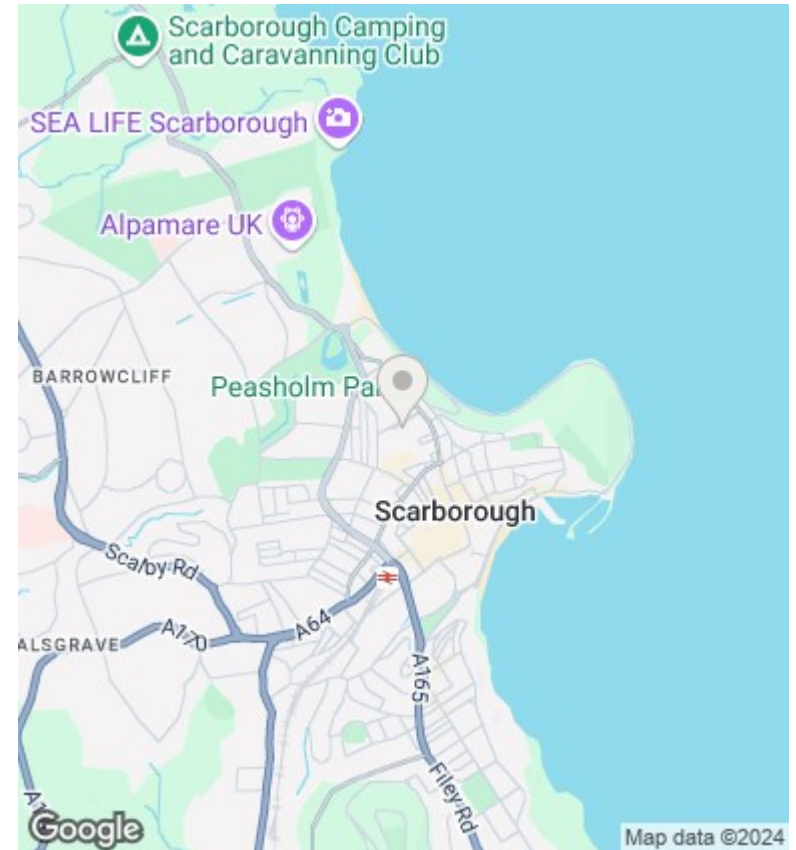 Scarborough Camping
and Caravanning Club
SEA LIFE Scarborough
Alpamare UK
BARROWCLIFF
Peasholm
Scarborough
Scalby Rd
A64
ALSGRAVE
A170
A165
Filey Rd
Google
Map data ©2024